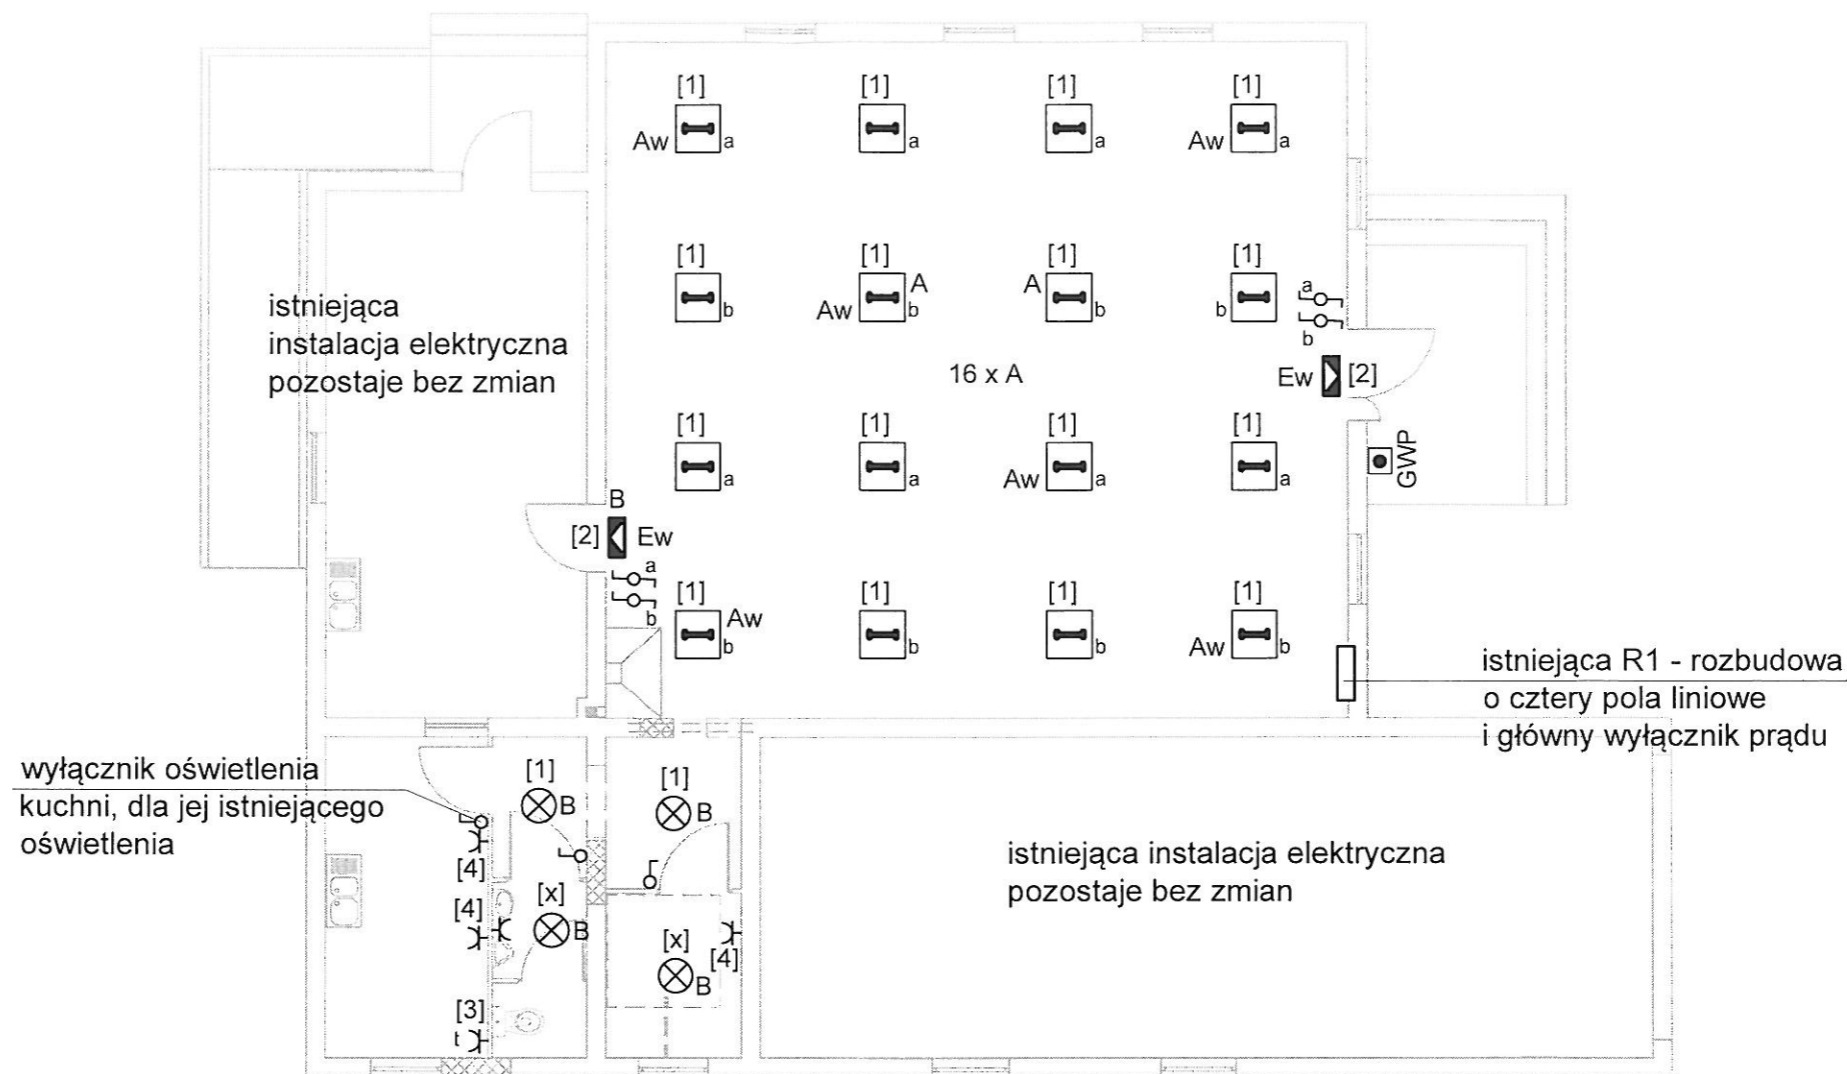 [1] [1] [1] [1]
Aw a a a Aw a
[1] [1] [1] [1]
b Aw A b A b b a
b
istniejąca
instalacja elektryczna
pozostaje bez zmian
16 x A
Ew [2]
[1] [1] [1] [1]
a a Aw a a
GWP
B
[2] Ew
a
b
[1] [1] [1] [1]
Aw b b b Aw b
istniejąca R1 - rozbudowa
o cztery pola liniowe
i główny wyłącznik prądu
wyłącznik oświetlenia
kuchni, dla jej istniejącego
oświetlenia
[1] [1]
B B
[4]
[4] [x]
B
[x] [4]
B
[3]
t
istniejąca instalacja elektryczna
pozostaje bez zmian